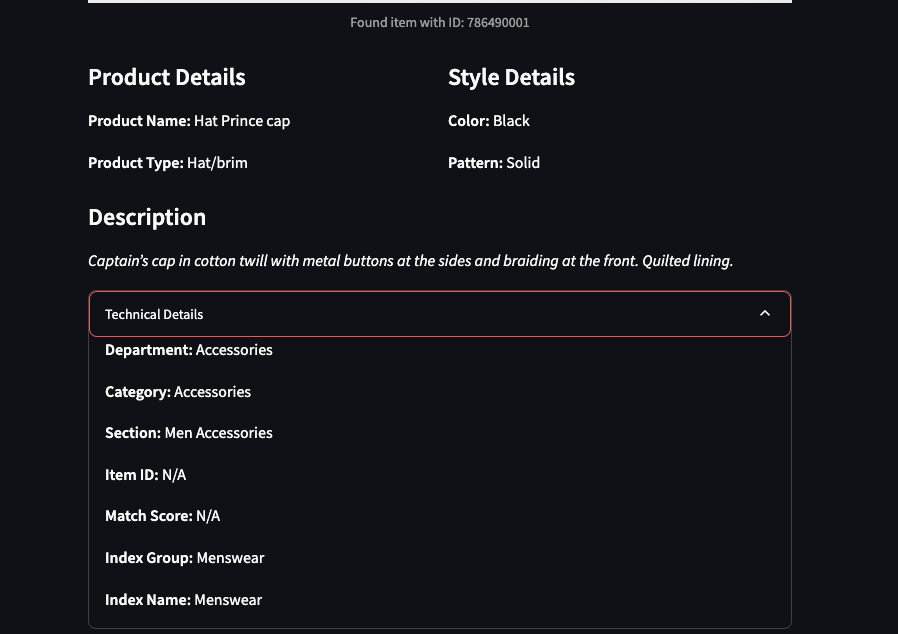 Found item with ID: 786490001
Product Details
Product Name: Hat Prince cap
Product Type: Hat/brim
Style Details
Color: Black
Pattern: Solid
Description
Captain’s cap in cotton twill with metal buttons at the sides and braiding at the front. Quilted lining.
Technical Details
Department: Accessories
Category: Accessories
Section: Men Accessories
Item ID: N/A
Match Score: N/A
Index Group: Menswear
Index Name: Menswear